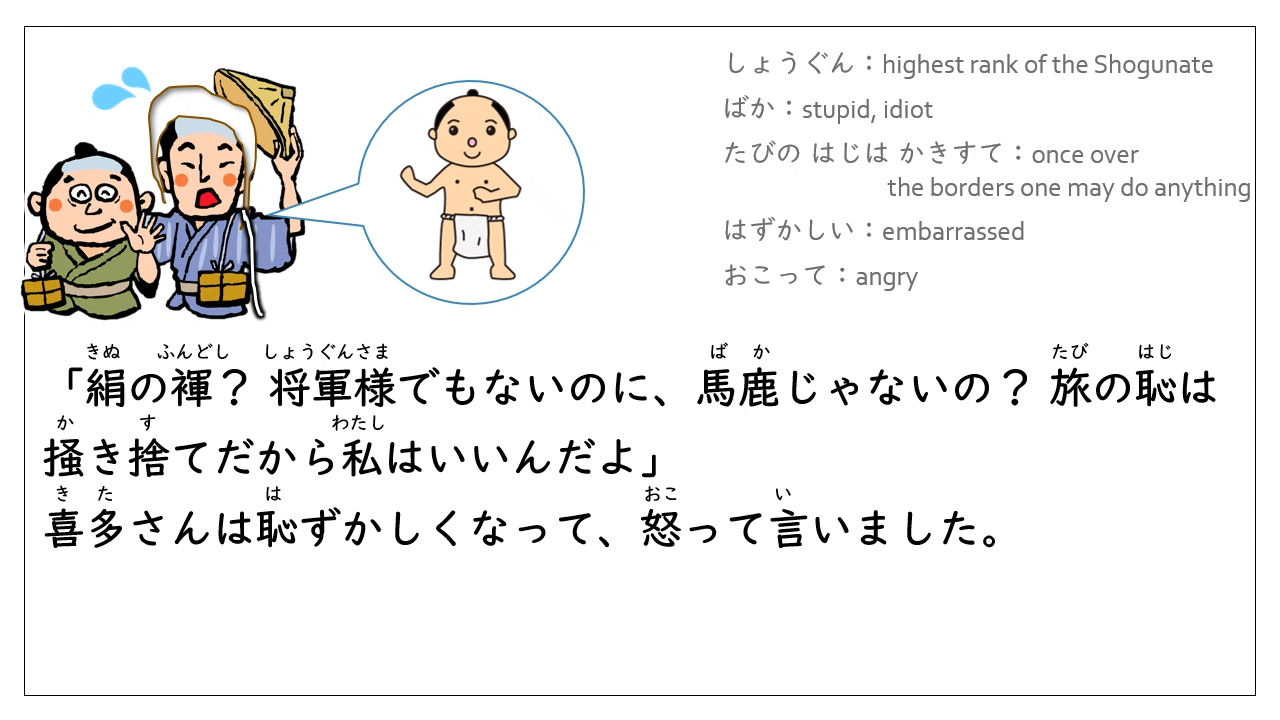 しょうぐん：highest rank of the Shogunate
ばか：stupid, idiot
たびの はじは かきすて：once over
the borders one may do anything
はずかしい：embarrassed
おこって：angry
きぬ ふんどし しょうぐんさま ば か たび はじ
「絹の褌？ 将軍様でもないのに、馬鹿じゃないの？ 旅の恥は
か す わたし
掻き捨てだから私はいいんだよ」
き た は おこ い
喜多さんは恥ずかしくなって、怒って言いました。